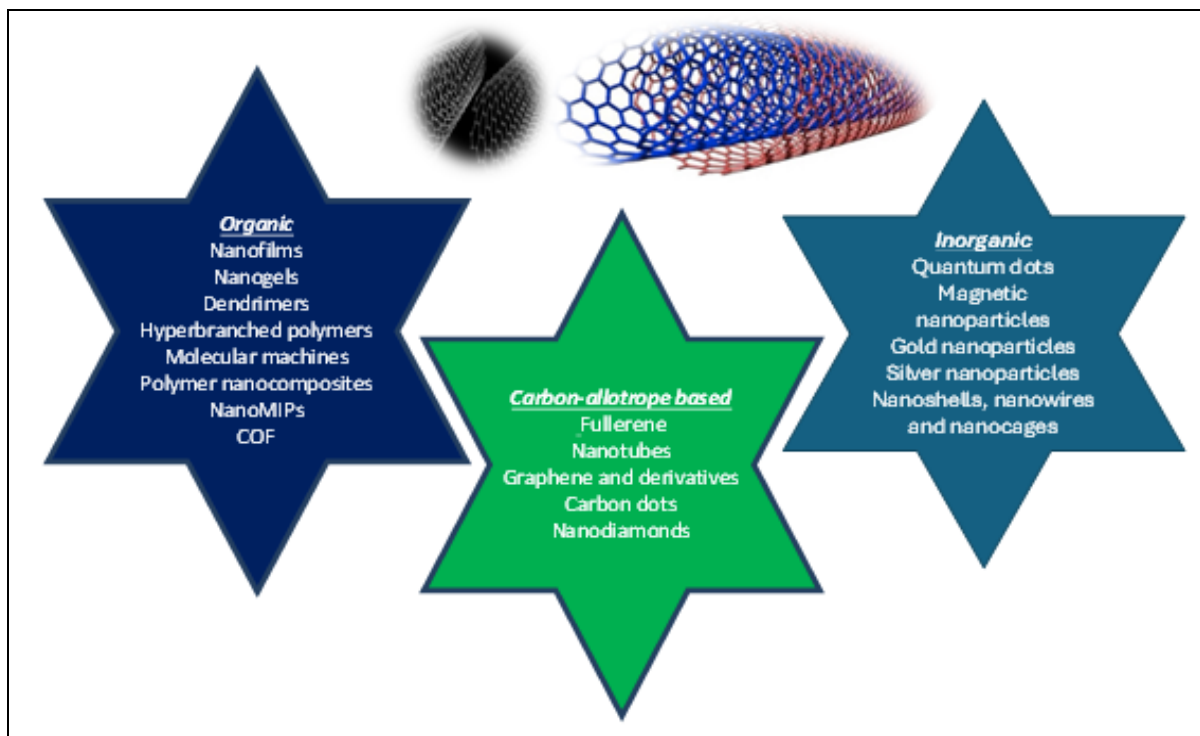 Organic
Nanofilms
Nanogels
Dendrimers
Hyperbranched polymers
Molecular machines
Polymer nanocomposites
NanoMIPs
COF
Carbon-allotrope based
Fullerene
Nanotubes
Graphene and derivatives
Carbon dots
Nanodiamonds
Inorganic
Quantum dots
Magnetic
nanoparticles
Gold nanoparticles
Silver nanoparticles
Nanoshells, nanowires
and nanocages